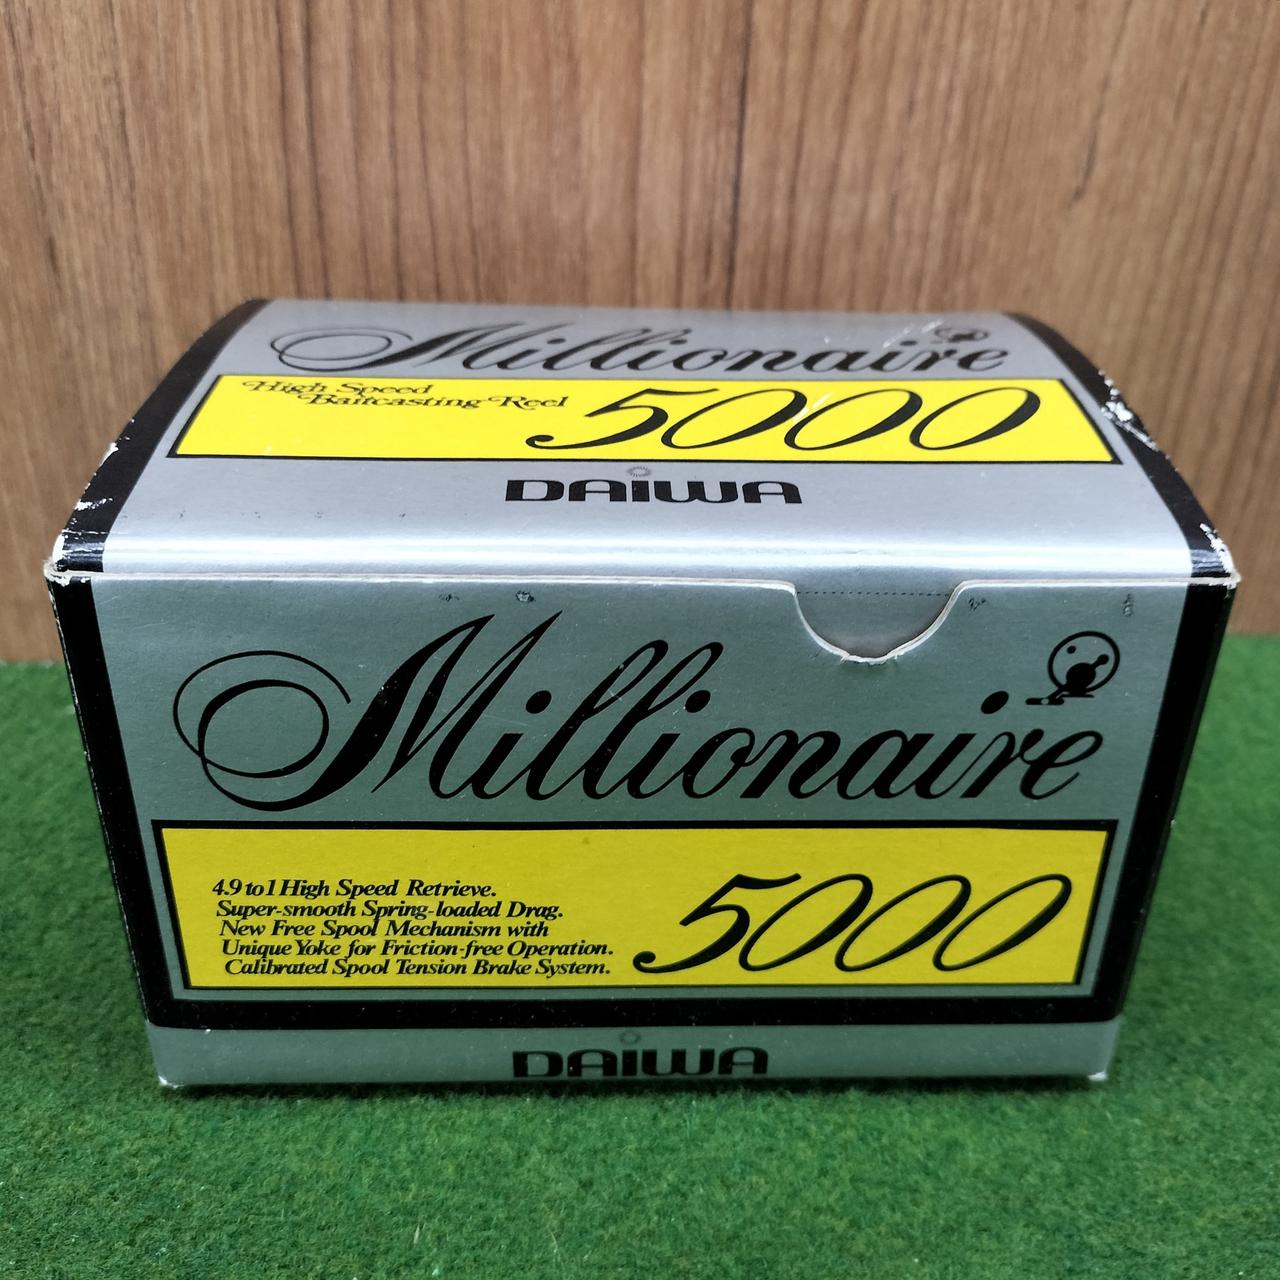 Millionaire
High Speed
Baitcasting Reel
5000
DAIWA
Millionaire
4.9 to 1 High Speed Retrieve.
Super-smooth Spring-loaded Drag.
New Free Spool Mechanism with
Unique Yoke for Friction-free Operation.
Calibrated Spool Tension Brake System.
5000
DAIWA